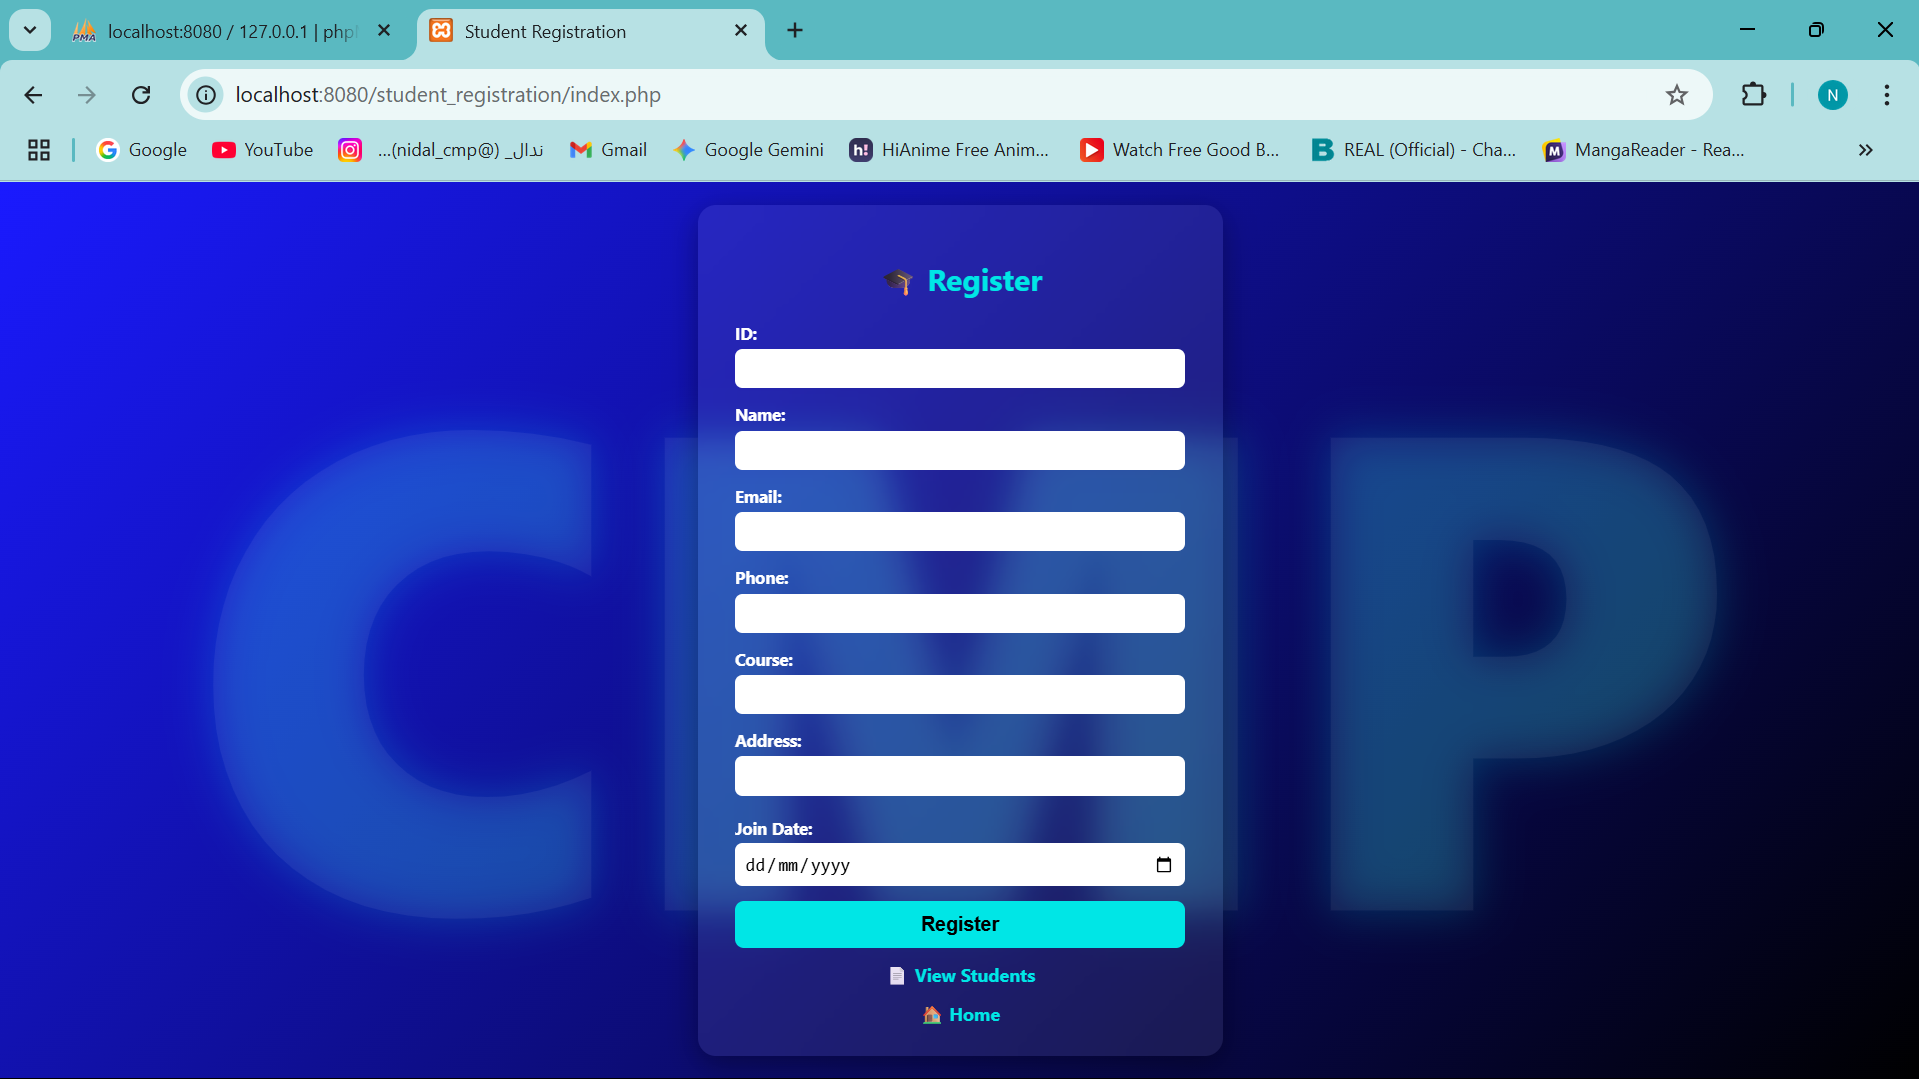 localhost:8080 / 127.0.0.1 | php
Student Registration
localhost:8080/student_registration/index.php
N
Google
YouTube
ندال_ (@nidal_cmp)...
Gmail
Google Gemini
h!
HiAnime Free Anim...
Watch Free Good B...
B
REAL (Official) - Cha...
M
MangaReader - Rea...
CMP
🎓 Register
ID:
Name:
Email:
Phone:
Course:
Address:
Join Date:
dd/mm/yyyy
Register
📄 View Students
🏠 Home